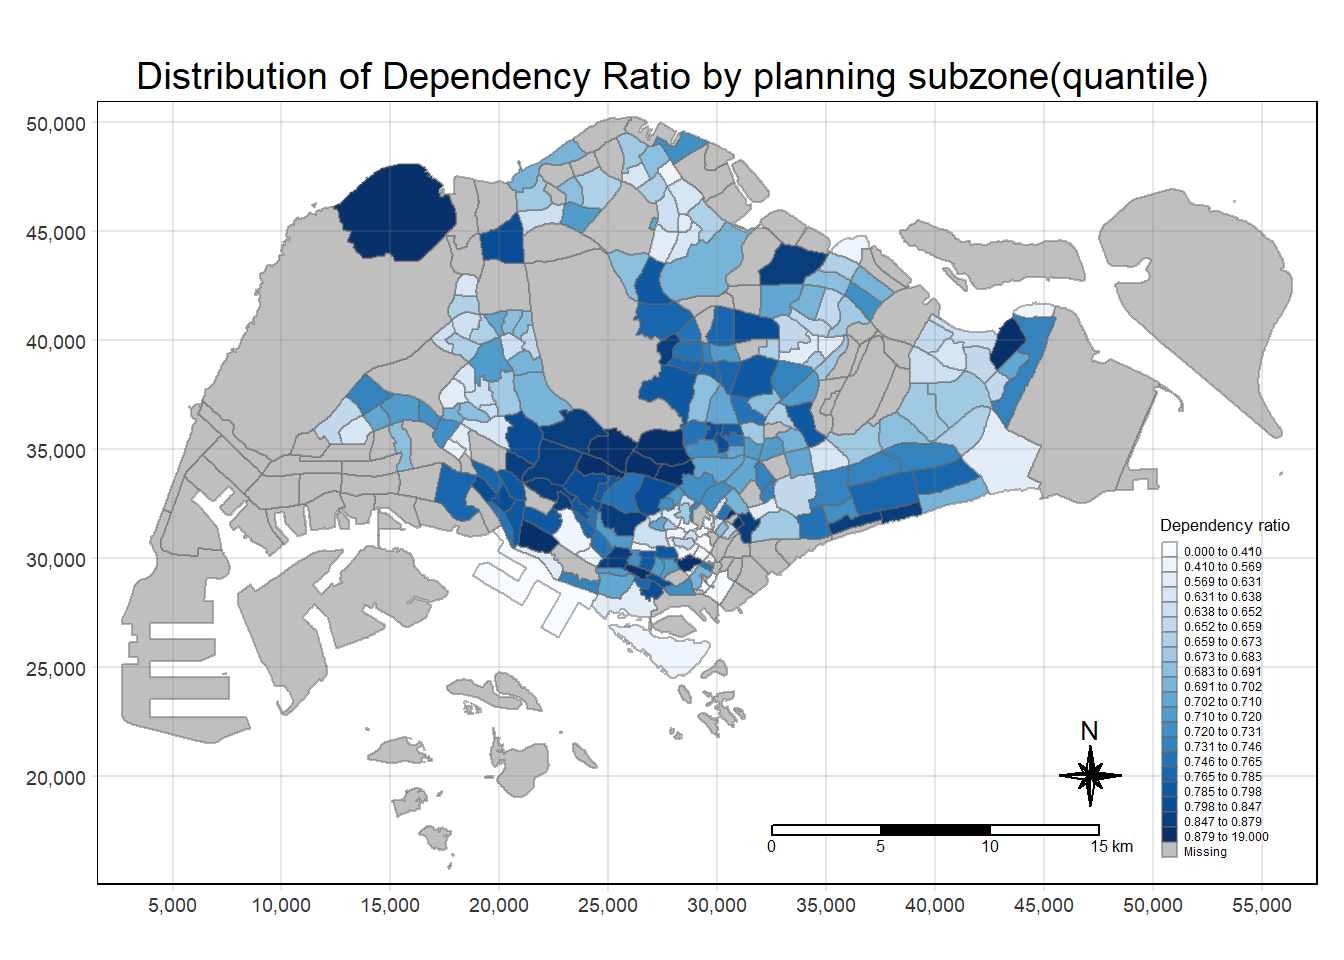 Distribution of Dependency Ratio by planning subzone(quantile)
50,000
45,000
40,000
35,000
30,000
25,000
20,000
Dependency ratio
0.000 to 0.410
0.410 to 0.569
0.569 to 0.631
0.631 to 0.638
0.638 to 0.652
0.652 to 0.659
0.659 to 0.673
0.673 to 0.683
0.683 to 0.691
0.691 to 0.702
0.702 to 0.710
0.710 to 0.720
0.720 to 0.731
0.731 to 0.746
0.746 to 0.765
0.765 to 0.785
0.785 to 0.798
0.798 to 0.847
0.847 to 0.879
0.879 to 19.000
Missing
N
0 5 10 15 km
5,000 10,000 15,000 20,000 25,000 30,000 35,000 40,000 45,000 50,000 55,000